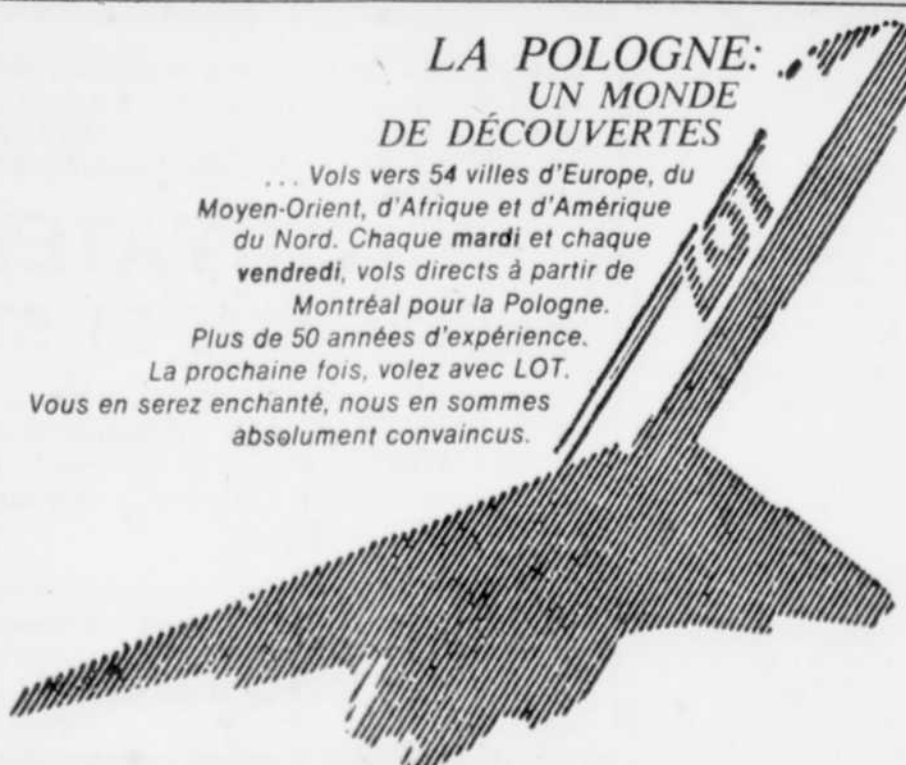 LA POLOGNE:
UN MONDE
DE DÉCOUVERTES
... Vols vers 54 villes d'Europe, du
Moyen-Orient, d'Afrique et d'Amérique
du Nord. Chaque mardi et chaque
vendredi, vols directs à partir de
Montréal pour la Pologne.
Plus de 50 années d'expérience.
La prochaine fois, volez avec LOT.
Vous en serez enchanté, nous en sommes
absolument convaincus.
LOT